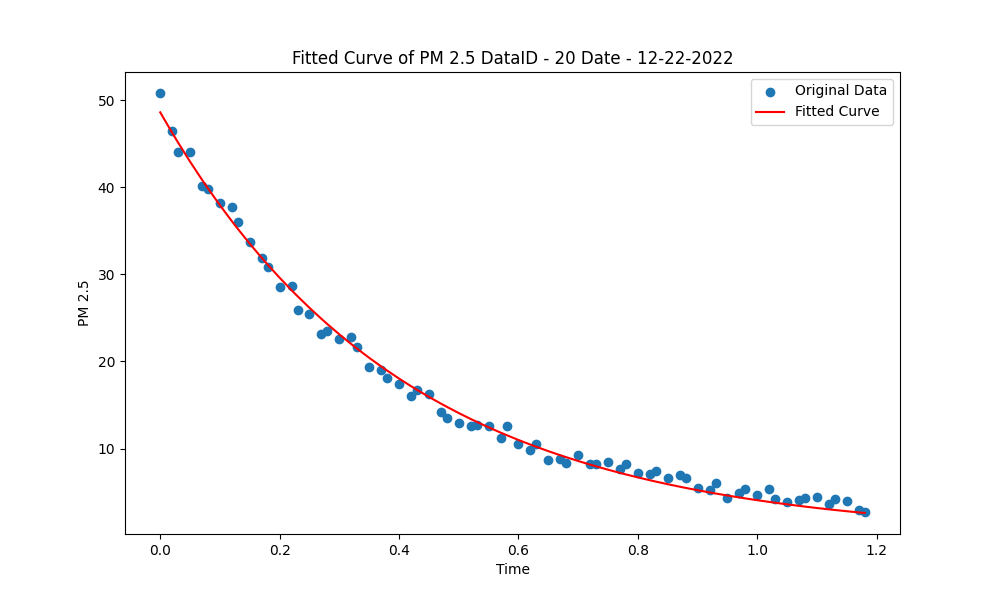 Fitted Curve of PM 2.5 DataID - 20 Date - 12-22-2022
Original Data
Fitted Curve
50
40
30
20
10
PM 2.5
0.0 0.2 0.4 0.6 0.8 1.0 1.2
Time